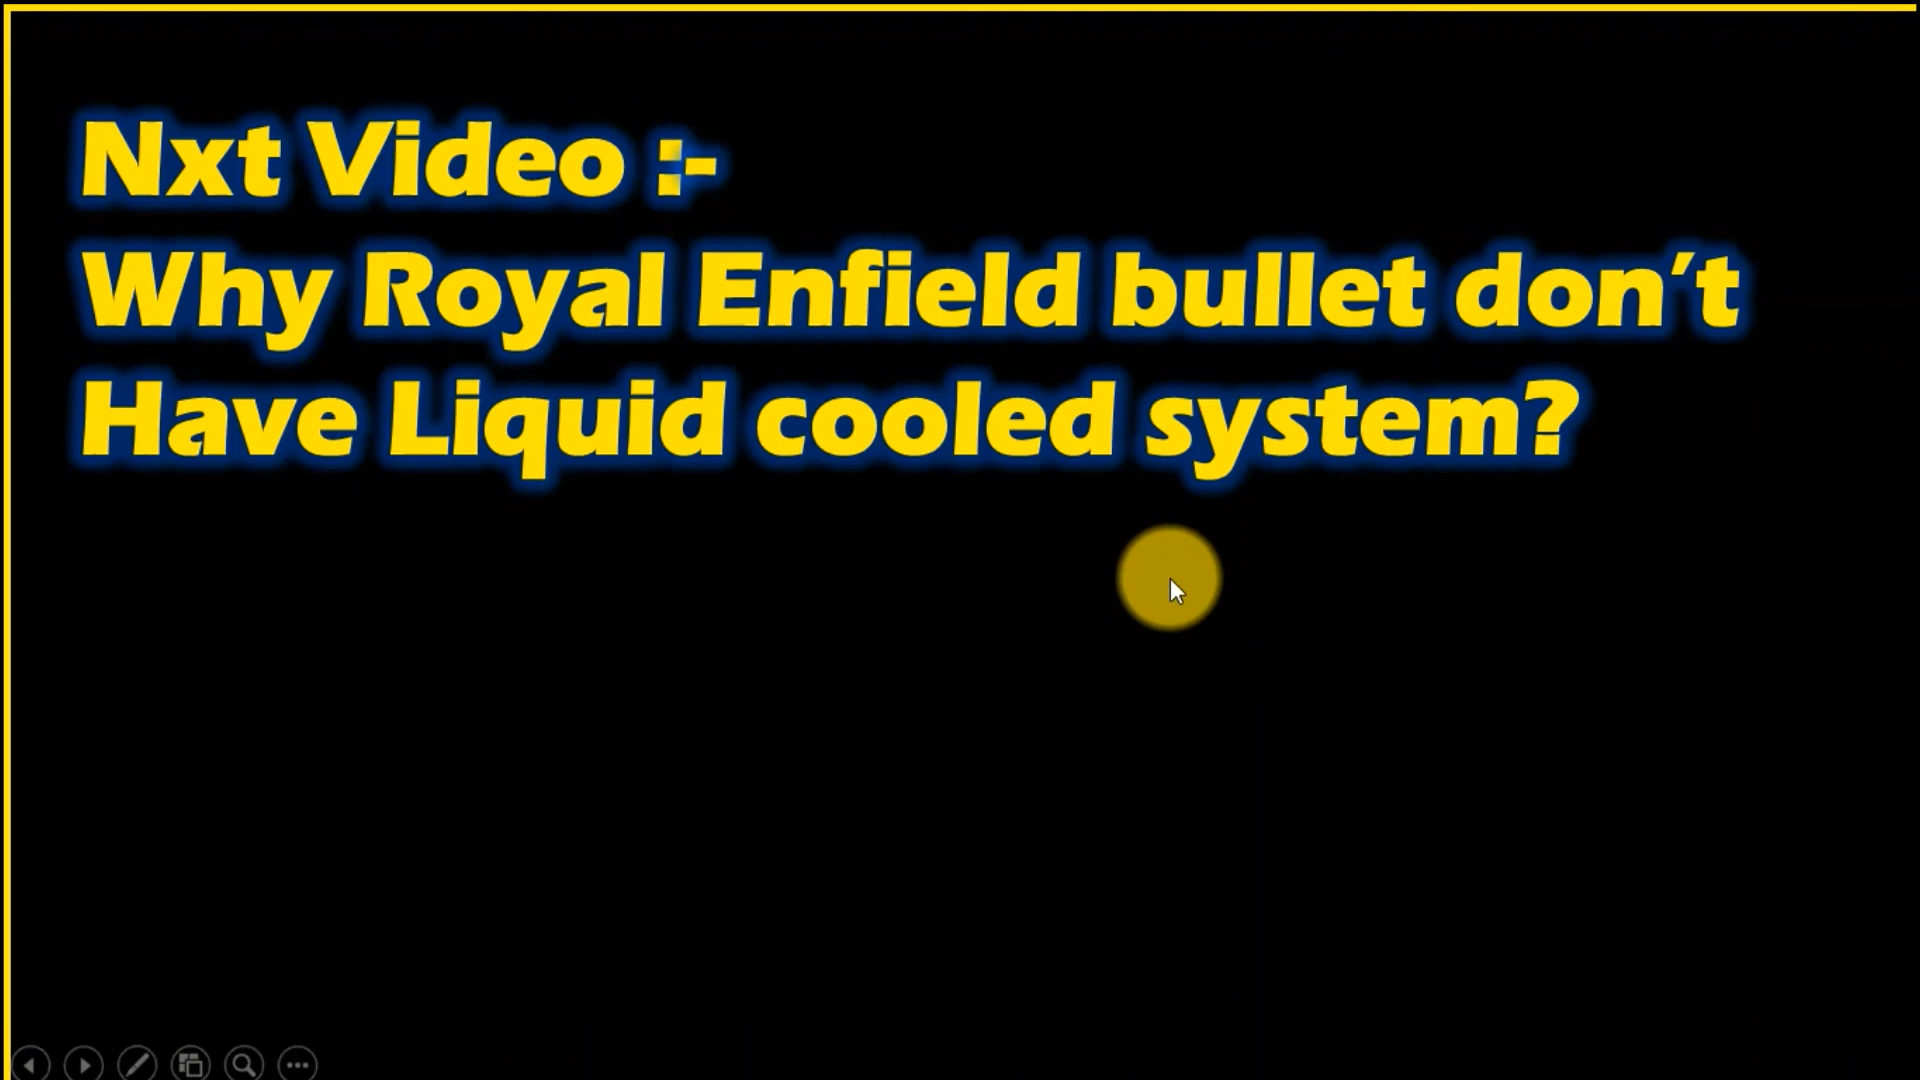 Nxt Video :-
Why Royal Enfield bullet don’t
Have Liquid cooled system?